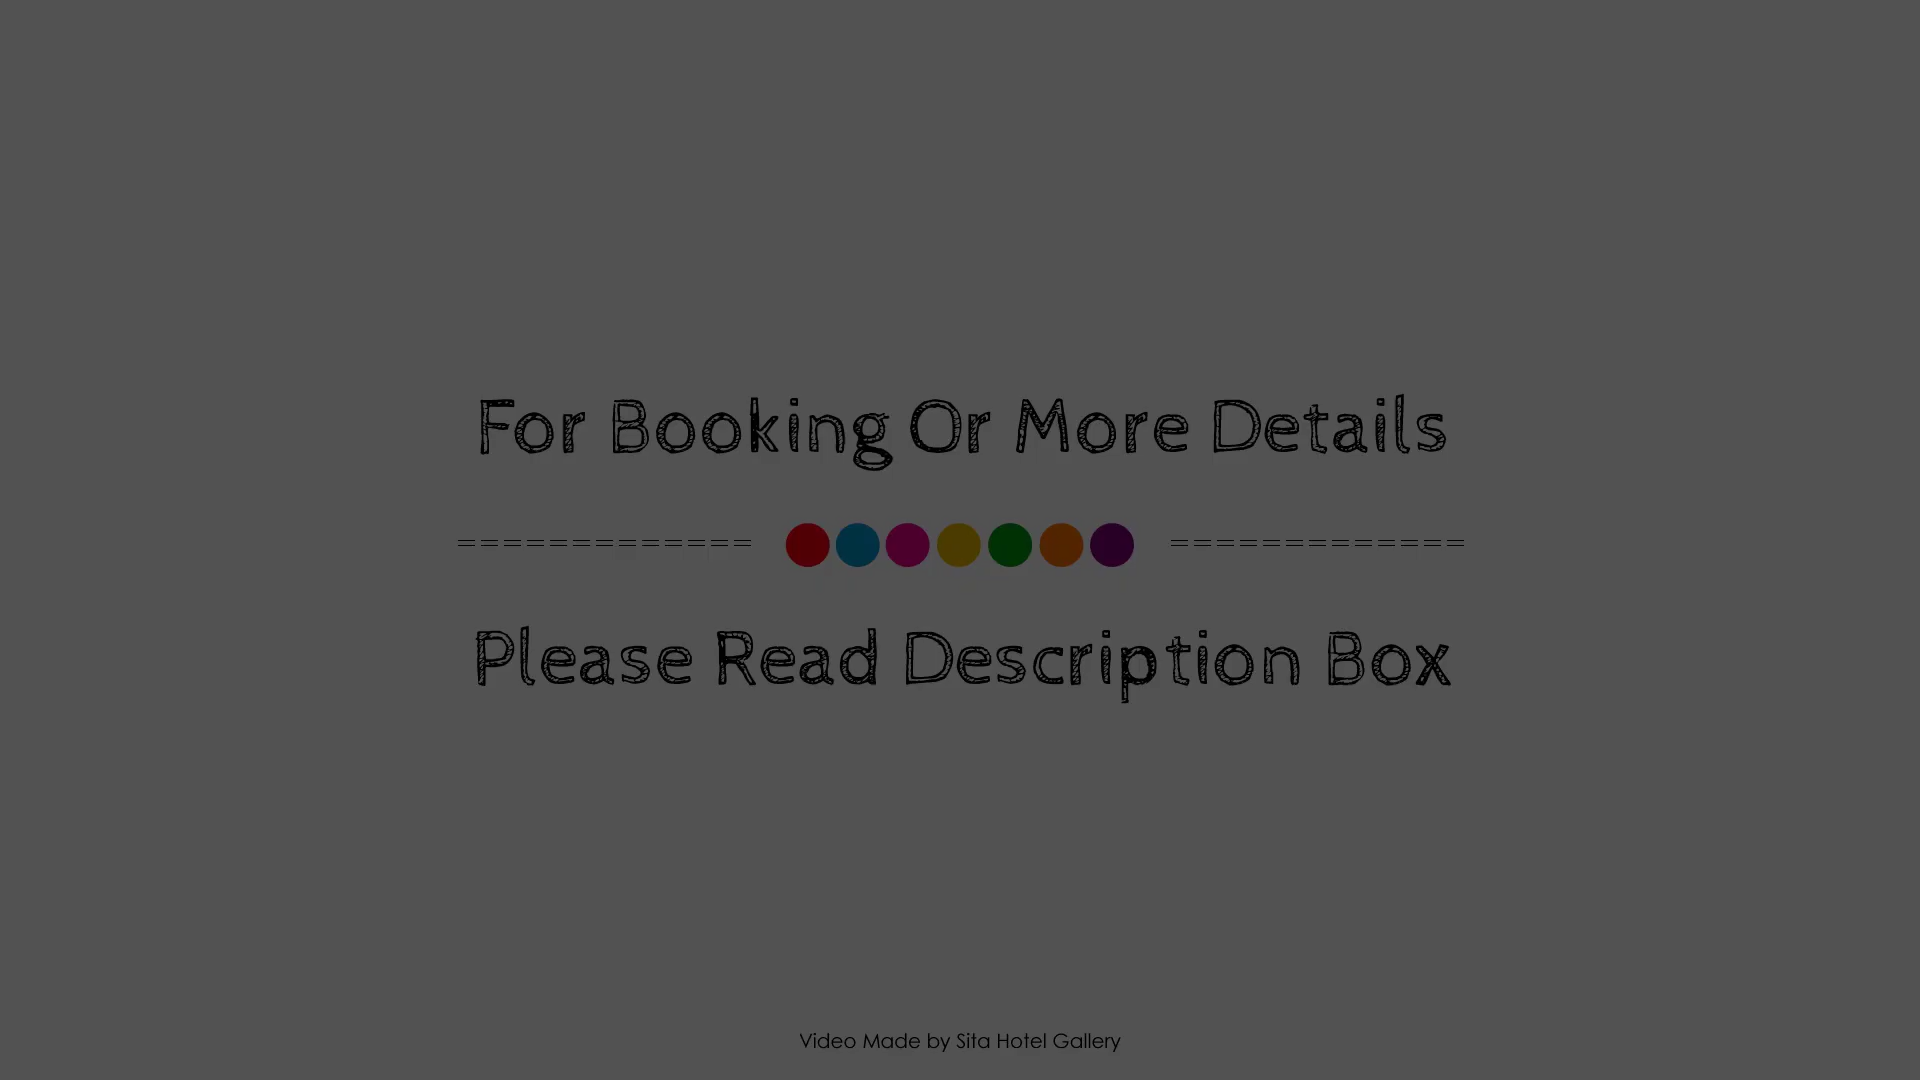 For Booking Or More Details
============= =============
Please Read Description Box
Video Made by Sita Hotel Gallery